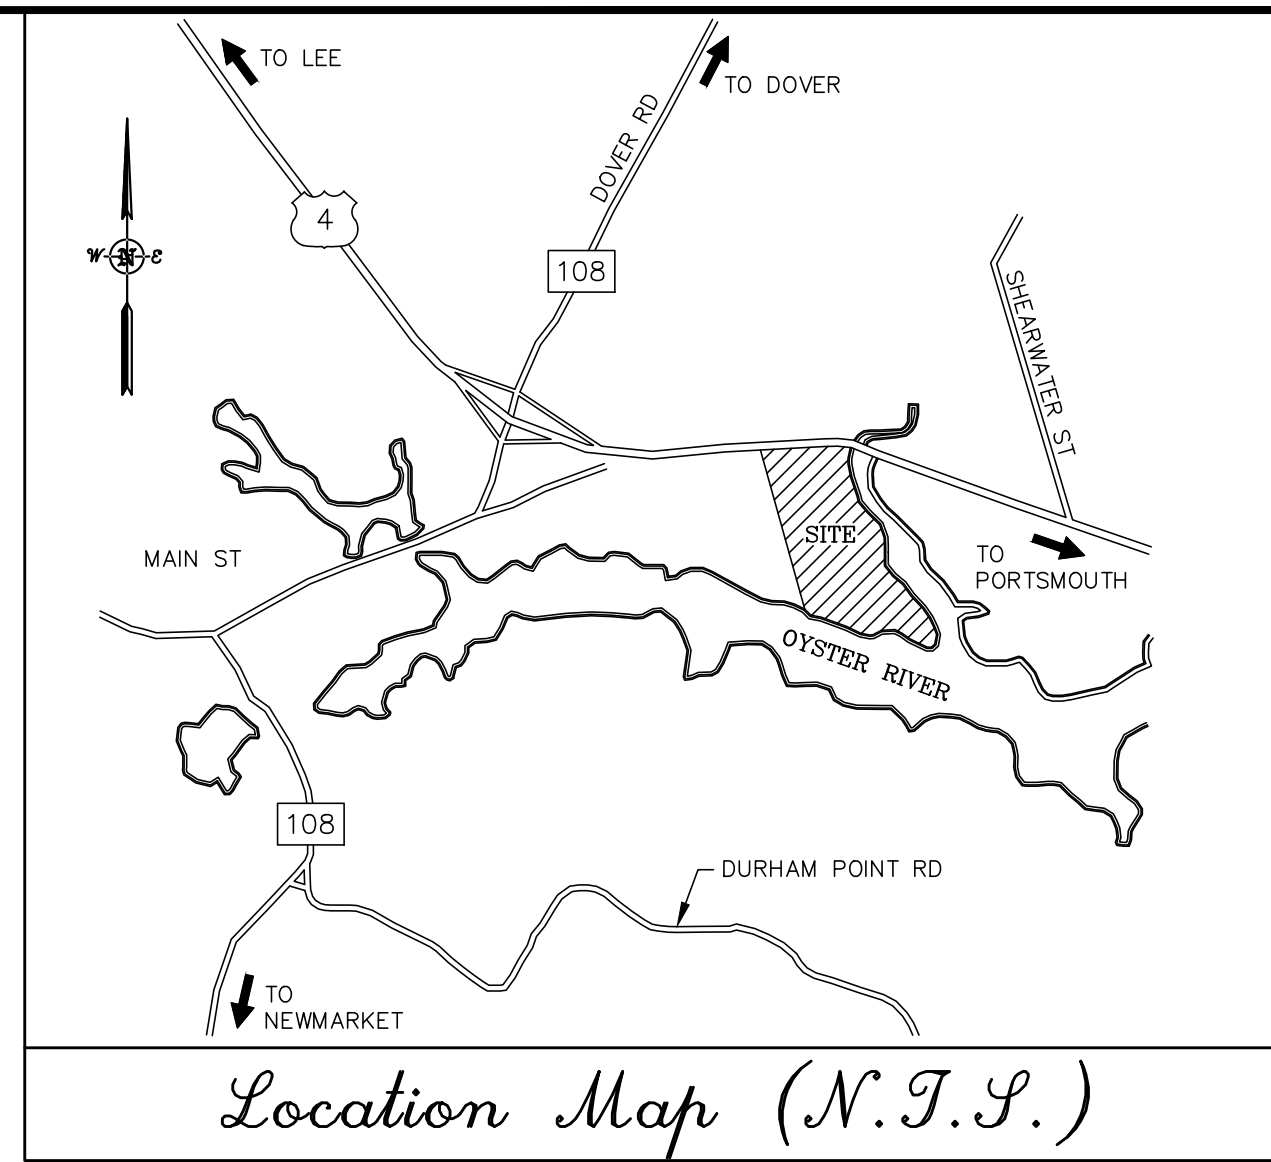 TO LEE
TO DOVER
DOVER RD
4
108
W N E
SHEARWATER ST
SITE
MAIN ST
TO
PORTSMOUTH
OYSTER RIVER
108
DURHAM POINT RD
TO
NEWMARKET
Location Map (N.T.S.)